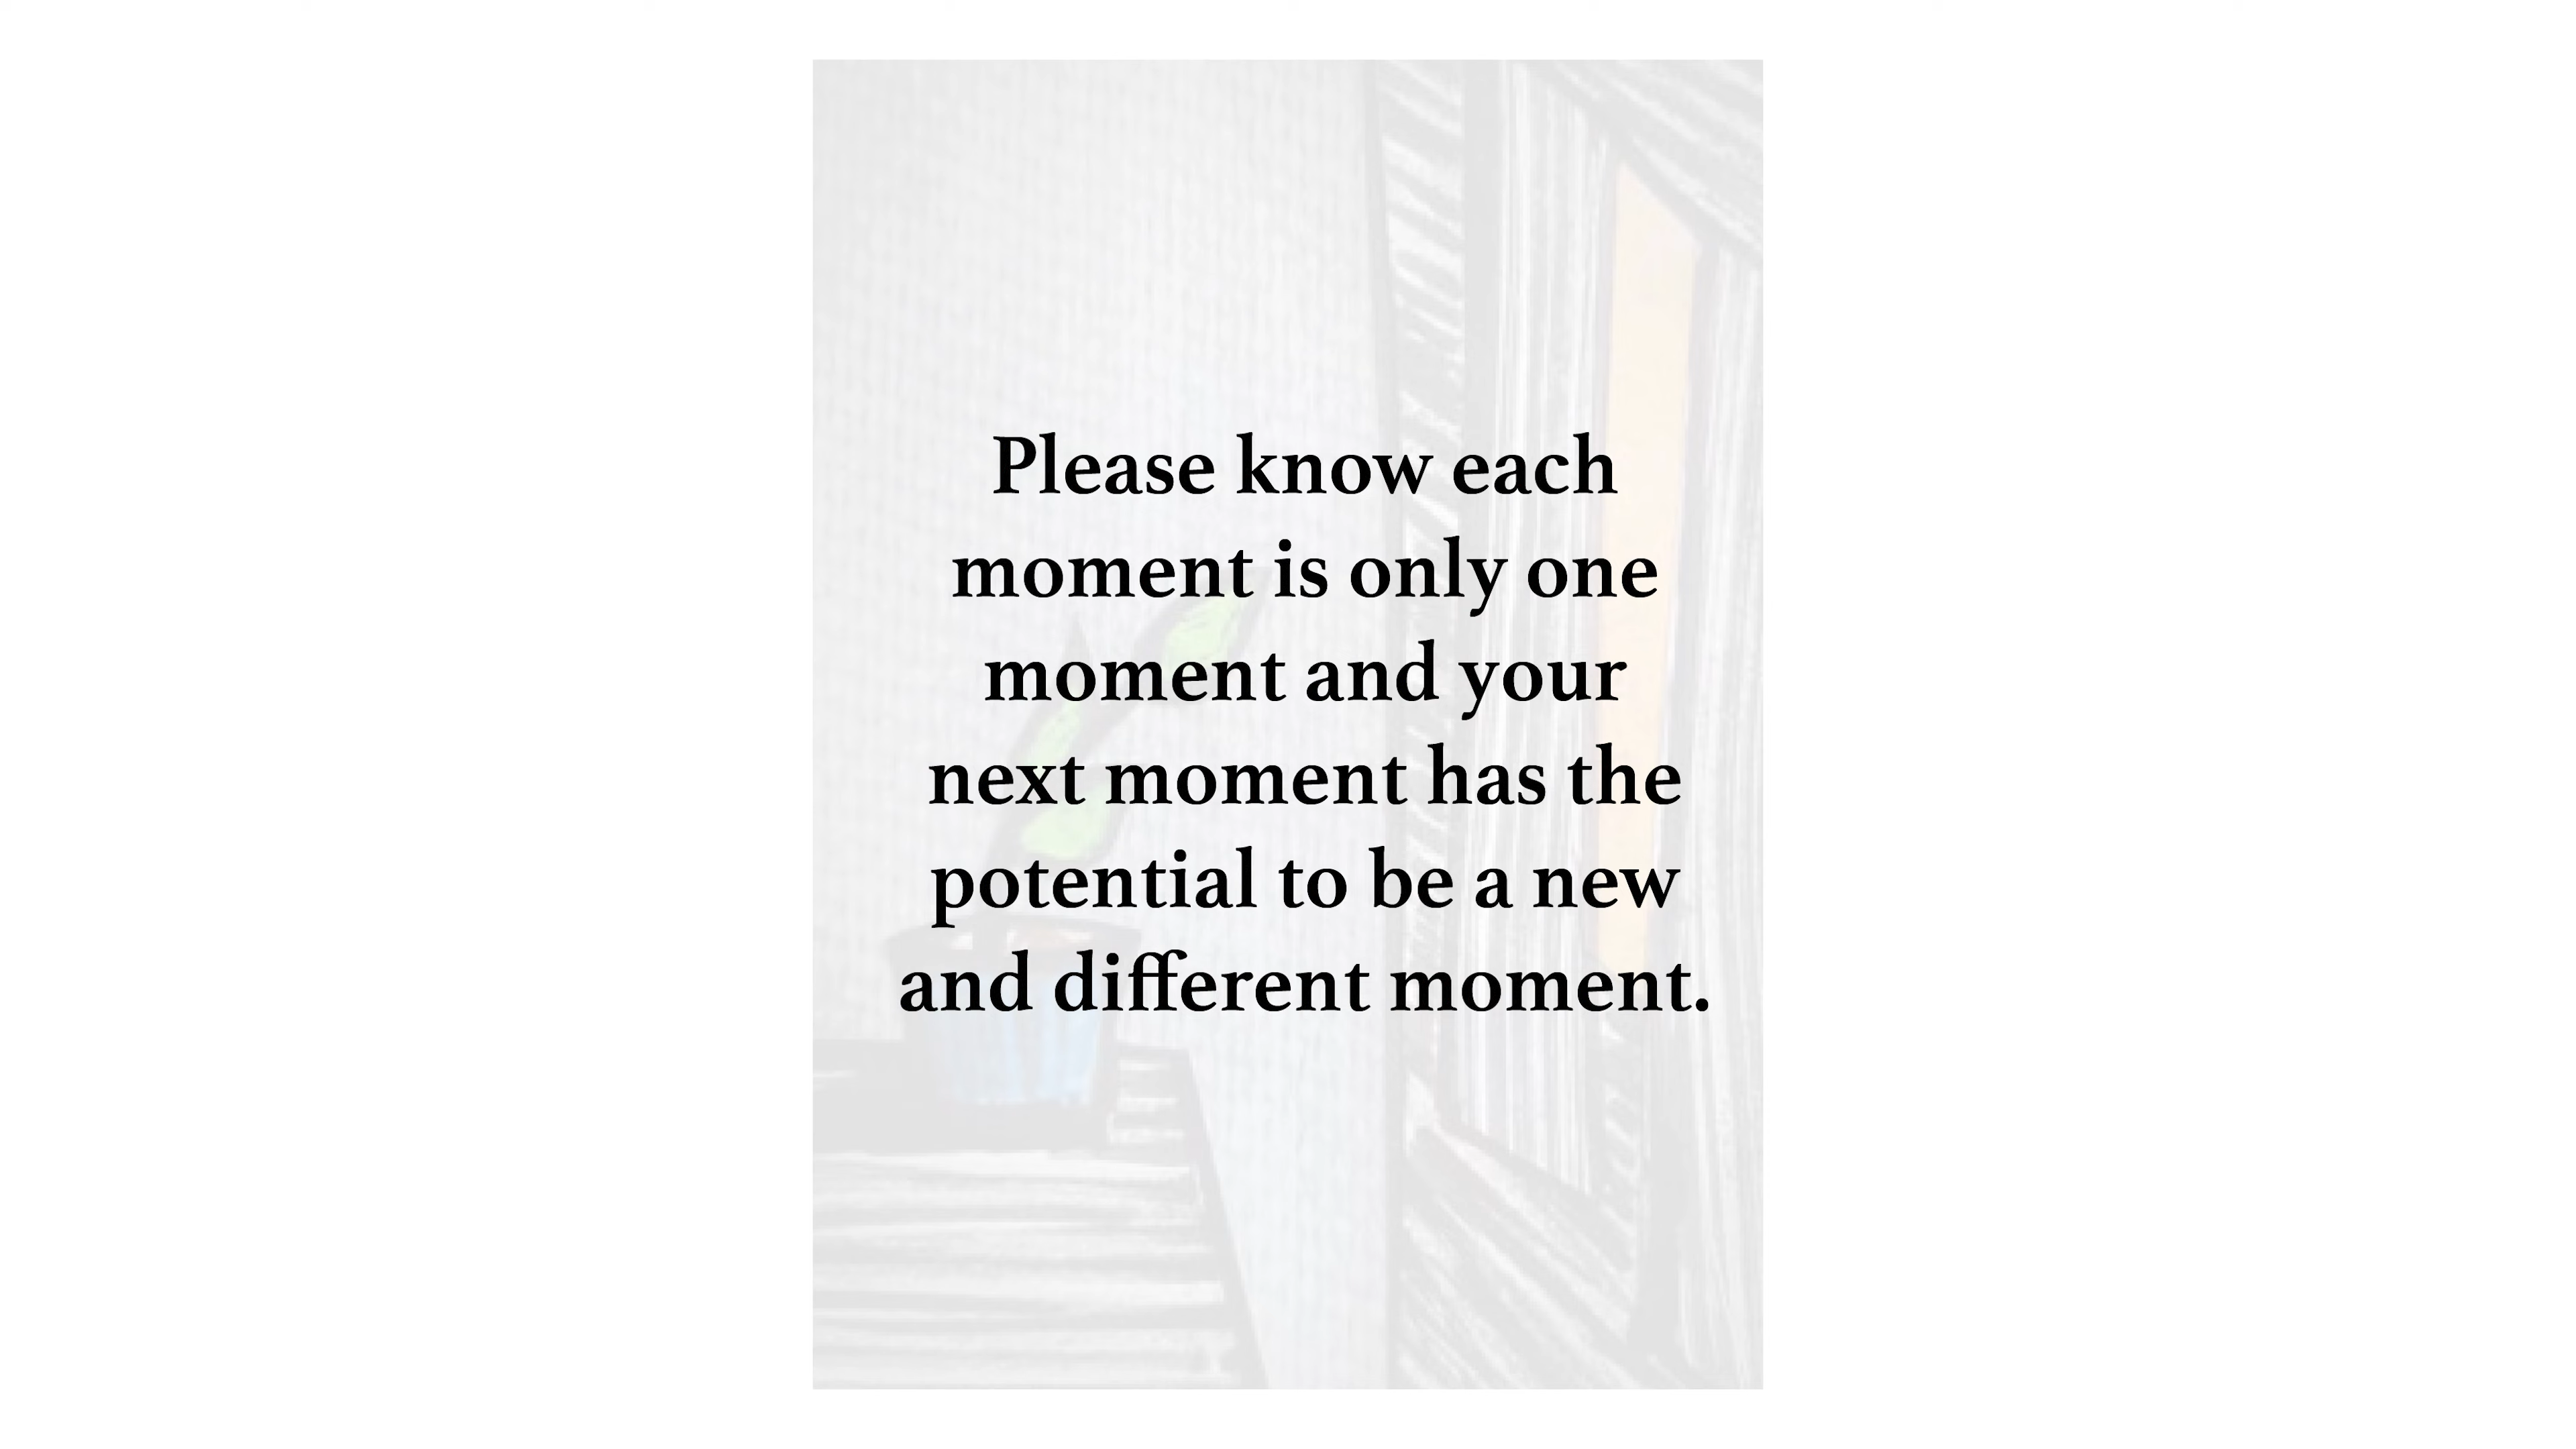 Please know each
moment is only one
moment and your
next moment has the
potential to be a new
and different moment.